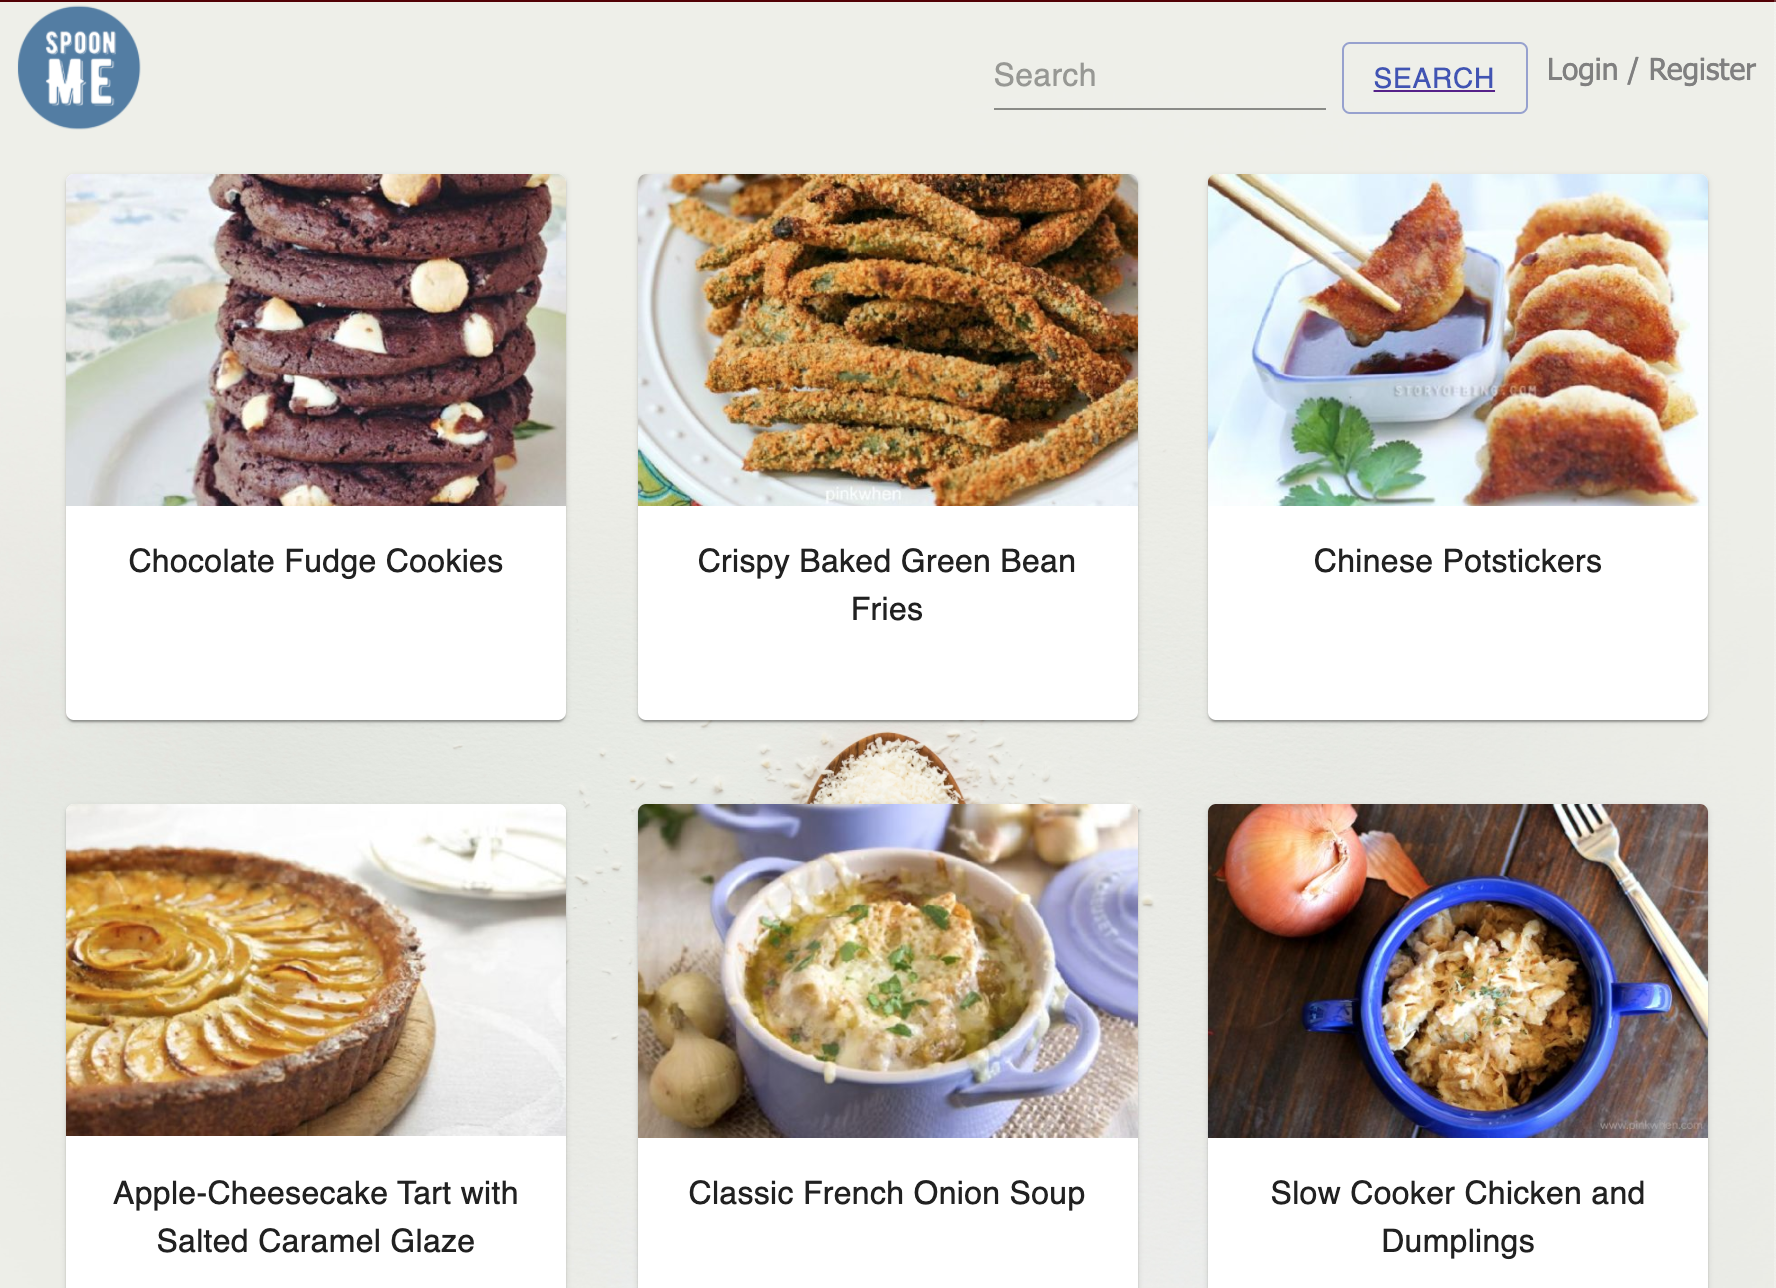 SPOON
ME
Search
SEARCH
Login / Register
STORYOFBING.COM
pinkwhen
Chocolate Fudge Cookies
Crispy Baked Green Bean
Fries
Chinese Potstickers
www.pinkwhen.com
Apple-Cheesecake Tart with
Salted Caramel Glaze
Classic French Onion Soup
Slow Cooker Chicken and
Dumplings